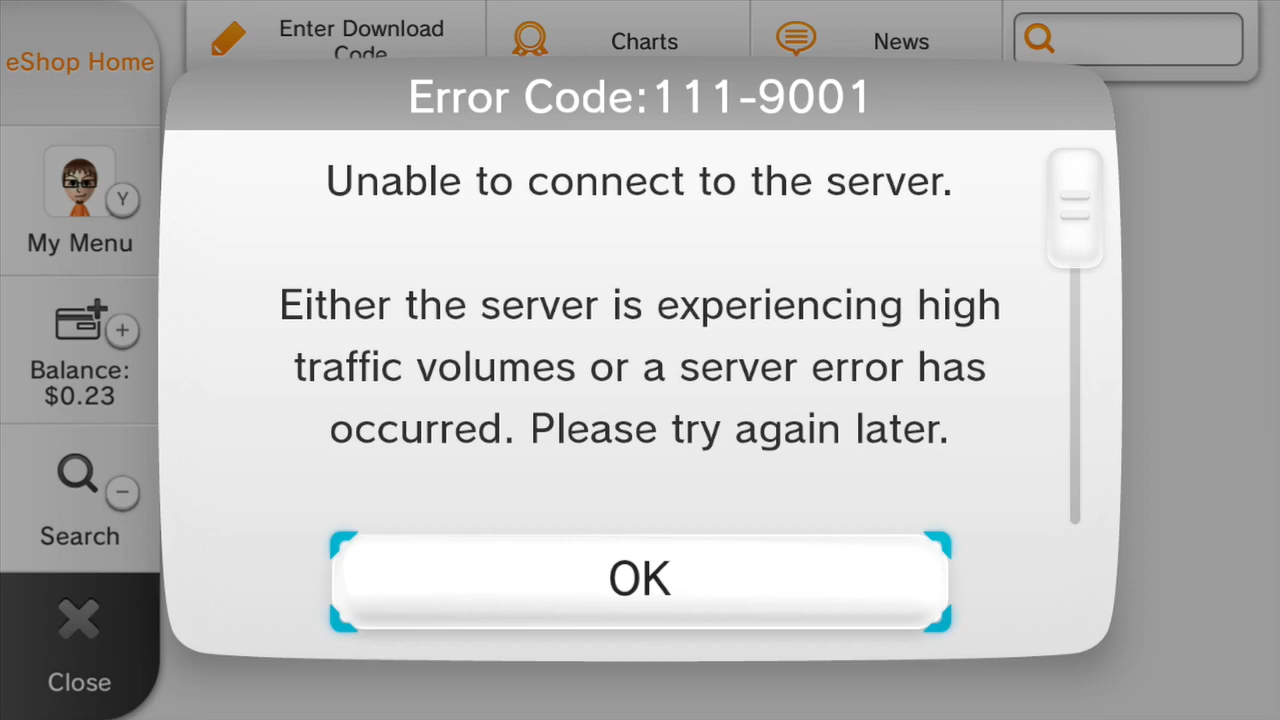 eShop Home
Enter Download
Code
Charts
News
Error Code:111-9001
Unable to connect to the server.
Either the server is experiencing high
traffic volumes or a server error has
occurred. Please try again later.
OK
Y
My Menu
+
Balance:
$0.23
−
Search
Close